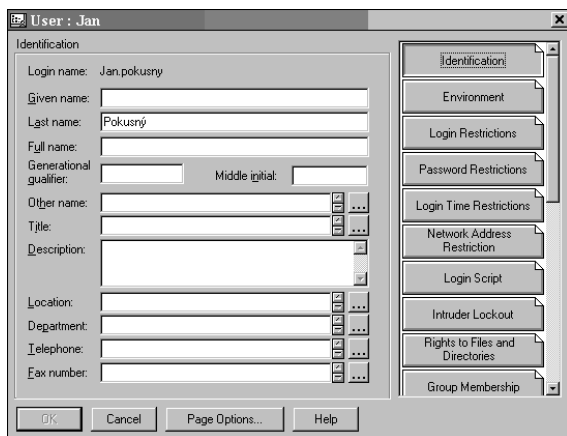 User : Jan
Identification
Login name: Jan.pokusny
Given name:
Last name: Pokusný
Full name:
Generational
qualifier:
Middle initial:
Other name:
...
Title:
...
Description:
Location:
...
Department:
...
Telephone:
...
Fax number:
...
Identification
Environment
Login Restrictions
Password Restrictions
Login Time Restrictions
Network Address
Restriction
Login Script
Intruder Lockout
Rights to Files and
Directories
Group Membership
OK
Cancel
Page Options...
Help